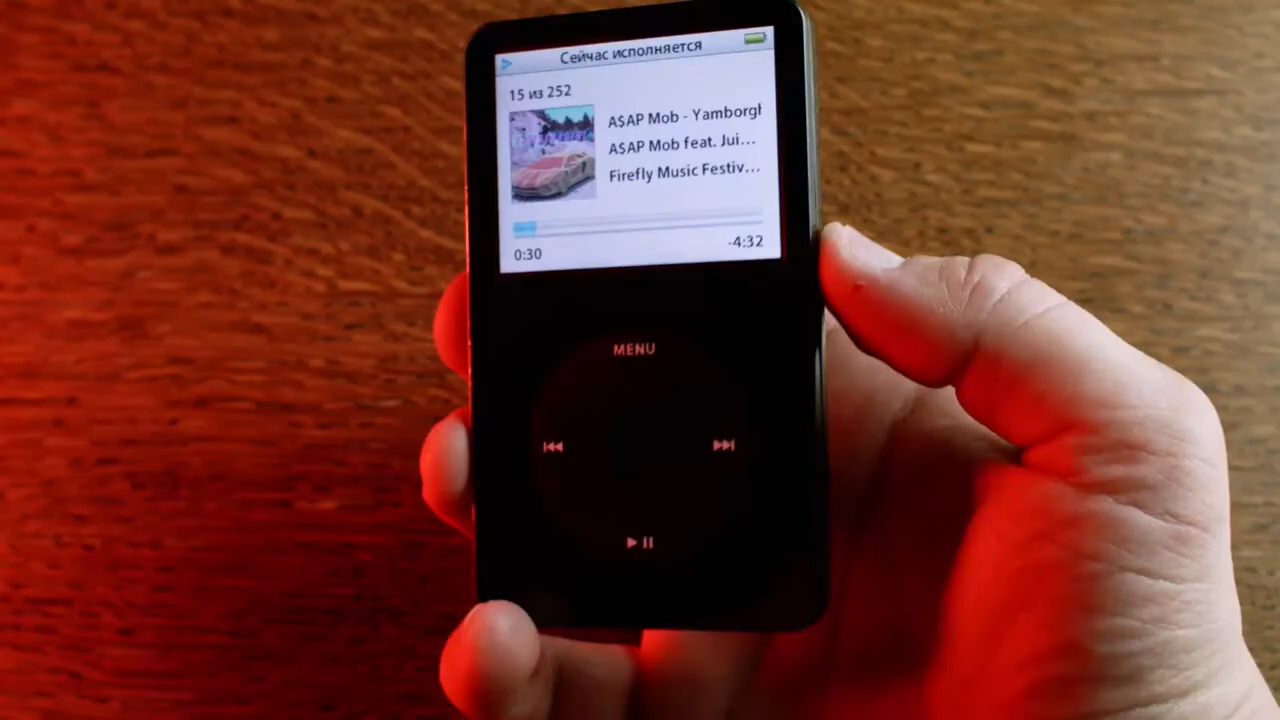 Сейчас исполняется
15 из 252
A$AP Mob - Yamborgh
A$AP Mob feat. Jui...
Firefly Music Festiv...
0:30
-4:32
MENU